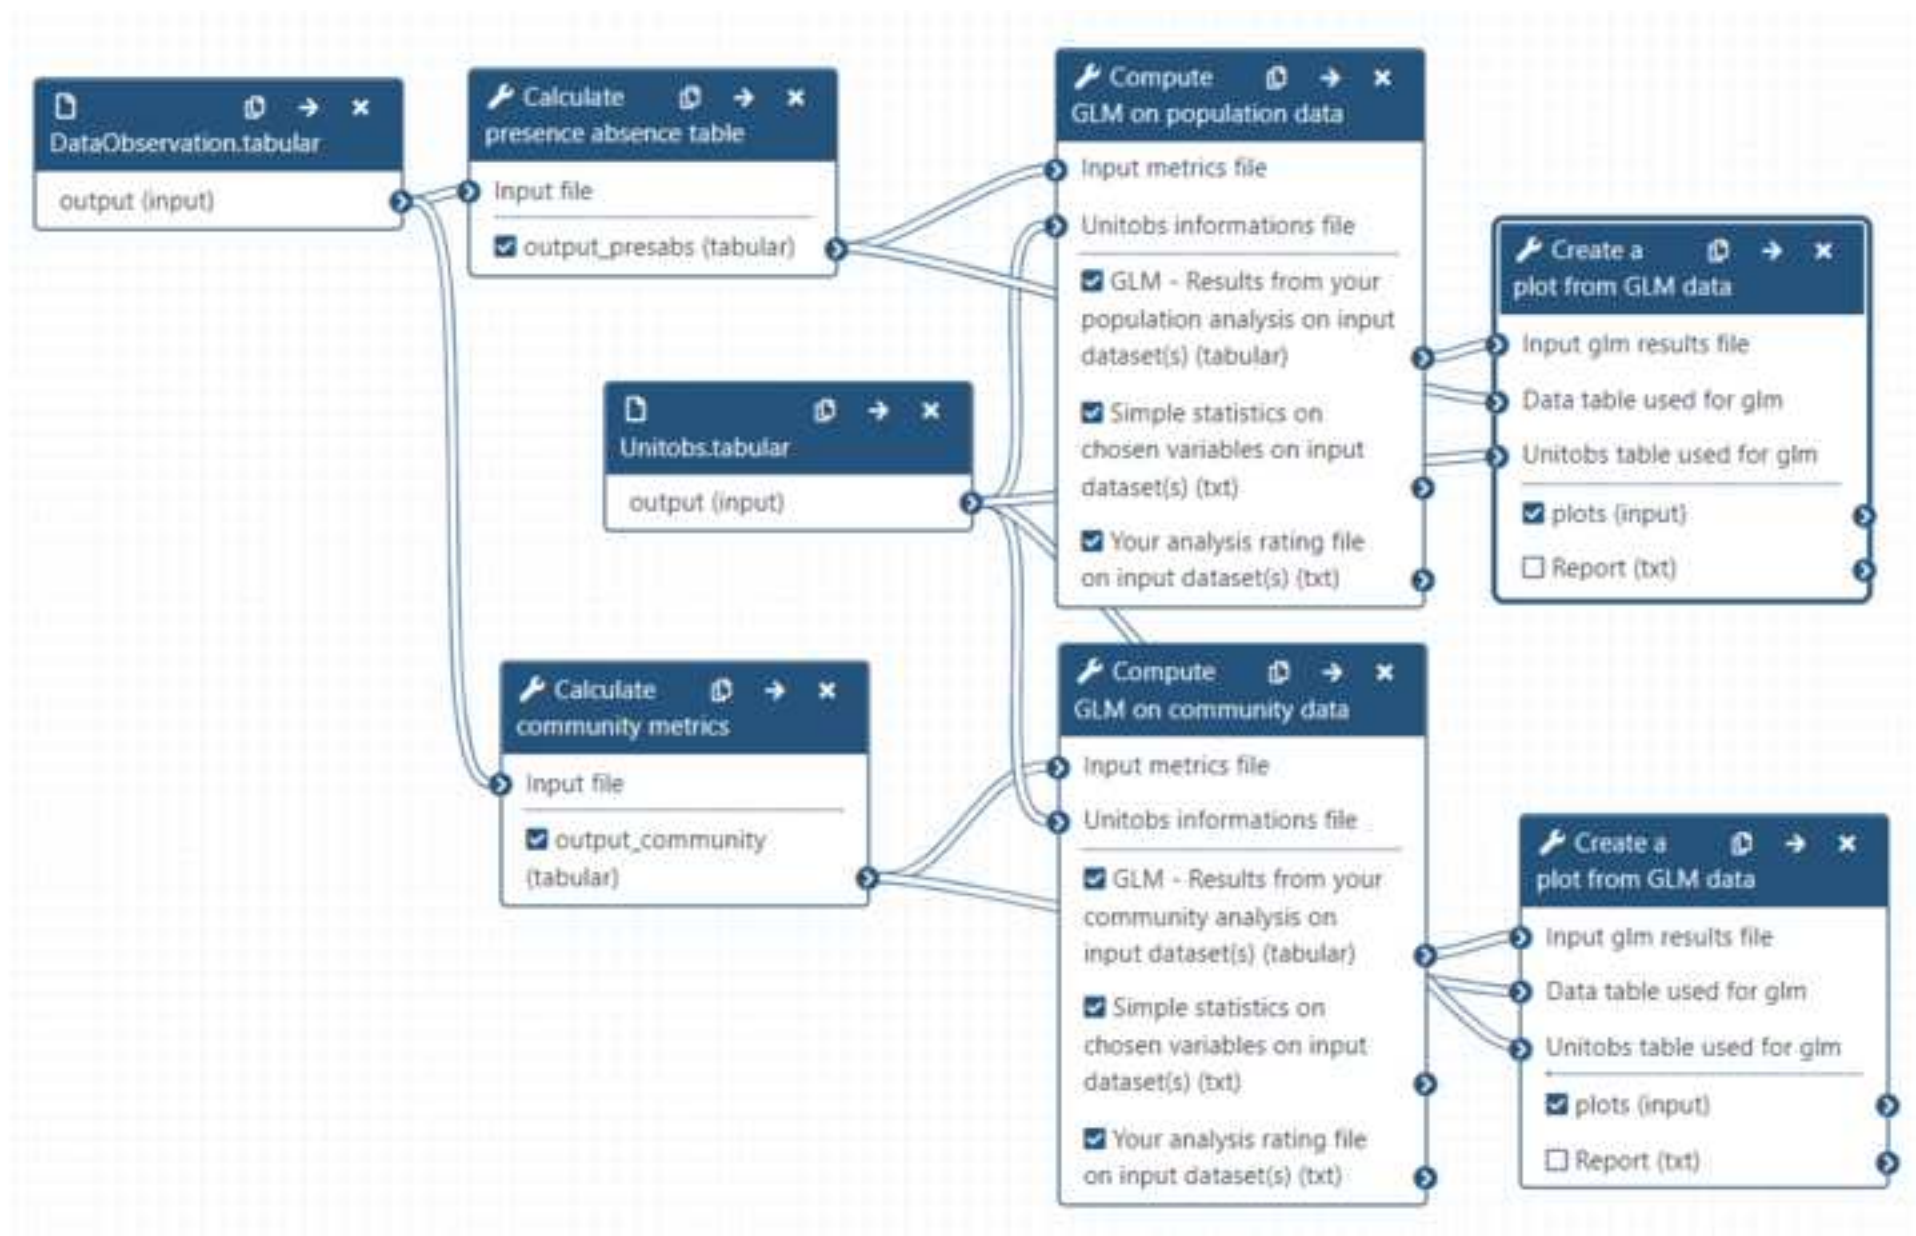 DataObservation.tabular
output (input)
Calculate
presence absence table
Input file
output_presabs (tabular)
Unitobs.tabular
output (input)
Calculate
community metrics
Input file
output_community
(tabular)
Compute
GLM on population data
Input metrics file
Unitobs informations file
GLM - Results from your
population analysis on input
dataset(s) (tabular)
Simple statistics on
chosen variables on input
dataset(s) (txt)
Your analysis rating file
on input dataset(s) (txt)
Compute
GLM on community data
Input metrics file
Unitobs informations file
GLM - Results from your
community analysis on
input dataset(s) (tabular)
Simple statistics on
chosen variables on input
dataset(s) (txt)
Your analysis rating file
on input dataset(s) (txt)
Create a
plot from GLM data
Input glm results file
Data table used for glm
Unitobs table used for glm
plots (input)
Report (txt)
Create a
plot from GLM data
Input glm results file
Data table used for glm
Unitobs table used for glm
plots (input)
Report (txt)